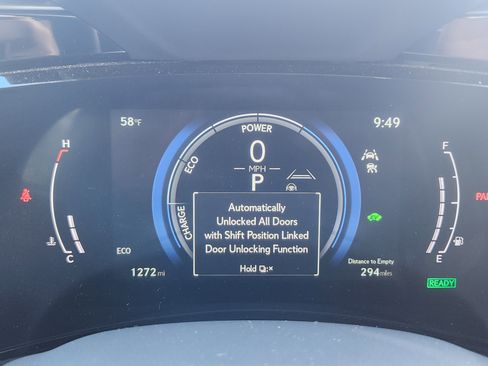 58°F
9:49
POWER
ECO
CHARGE
0
MPH
P
H
C
F
E
Automatically
Unlocked All Doors
with Shift Position Linked
Door Unlocking Function
Hold :×
ECO
1272 mi
Distance to Empty
294 miles
READY